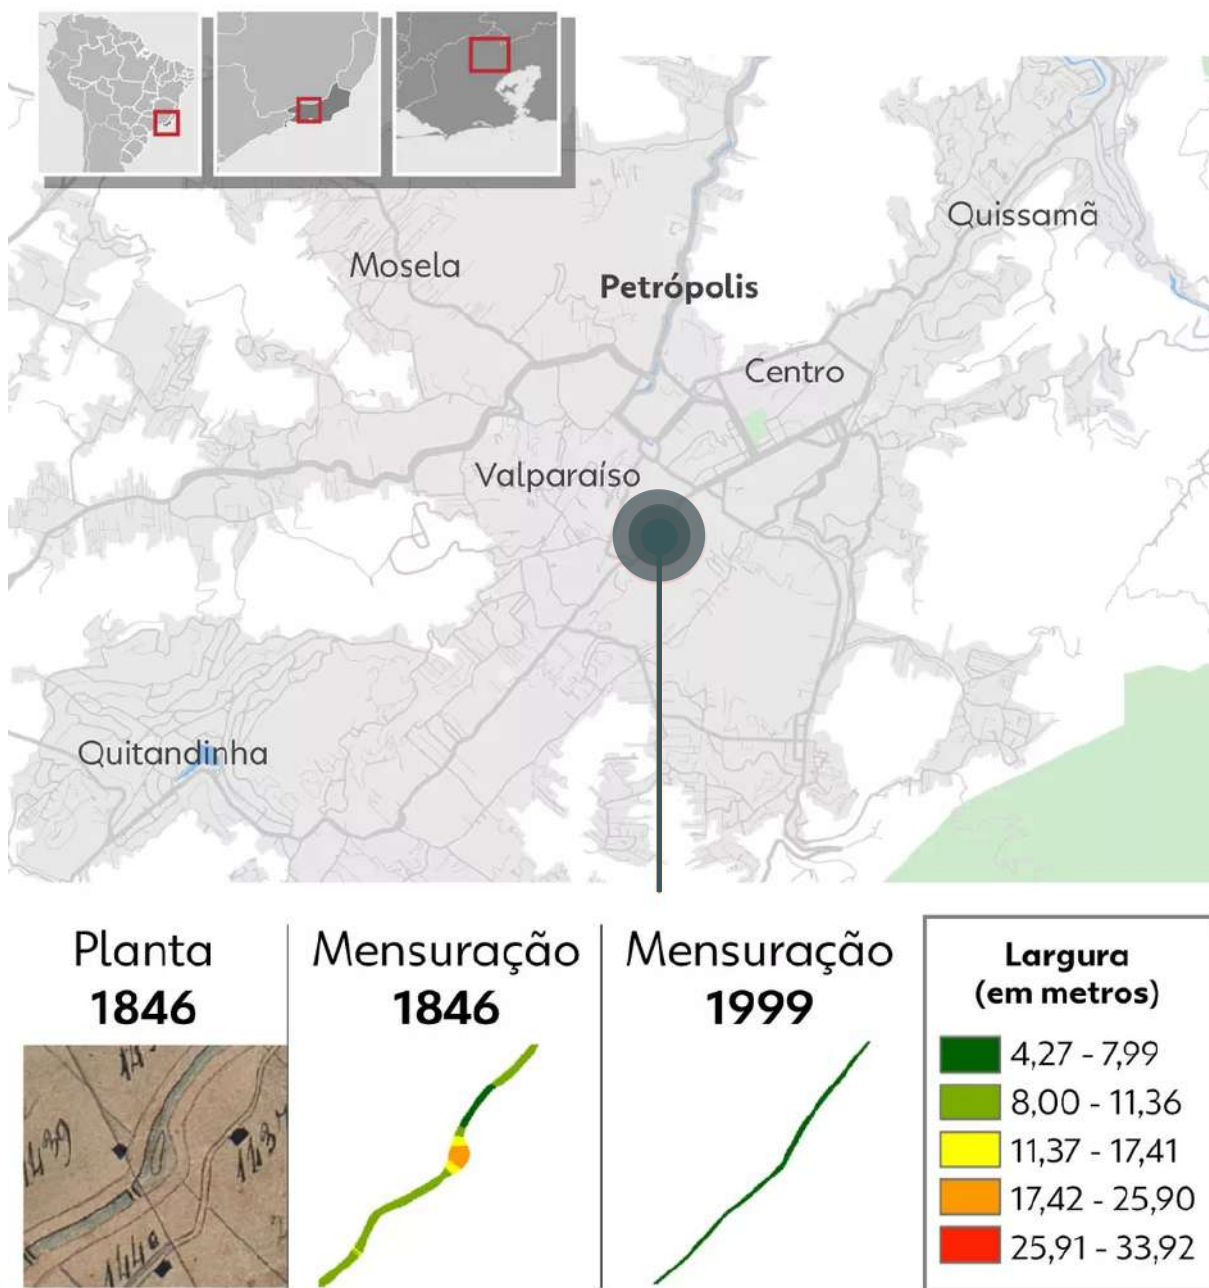 Quissamã
Mosela
Petrópolis
Centro
Valparaíso
Quitandinha
Planta
1846
Mensuração
1846
Mensuração
1999
Largura
(em metros)
4,27 - 7,99
8,00 - 11,36
11,37 - 17,41
17,42 - 25,90
25,91 - 33,92
1439